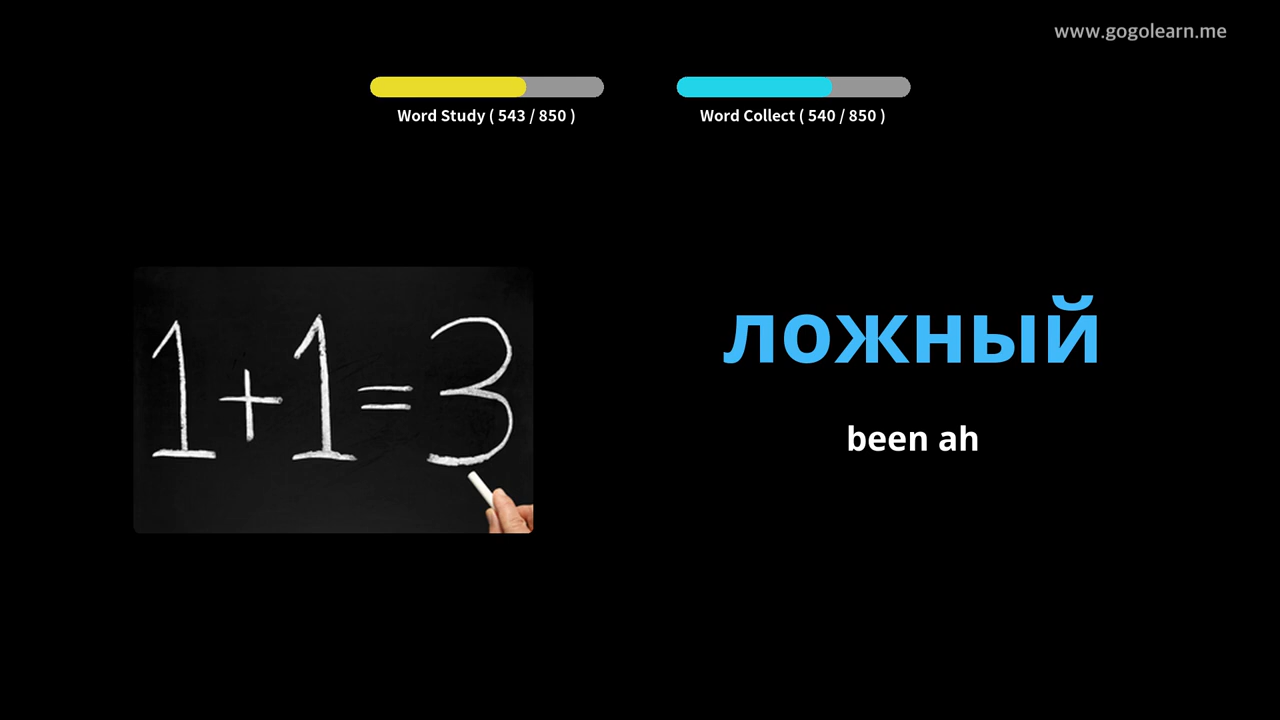 www.gogolearn.me
Word Study ( 543 / 850 )
Word Collect ( 540 / 850 )
1+1=3
ложный
been ah